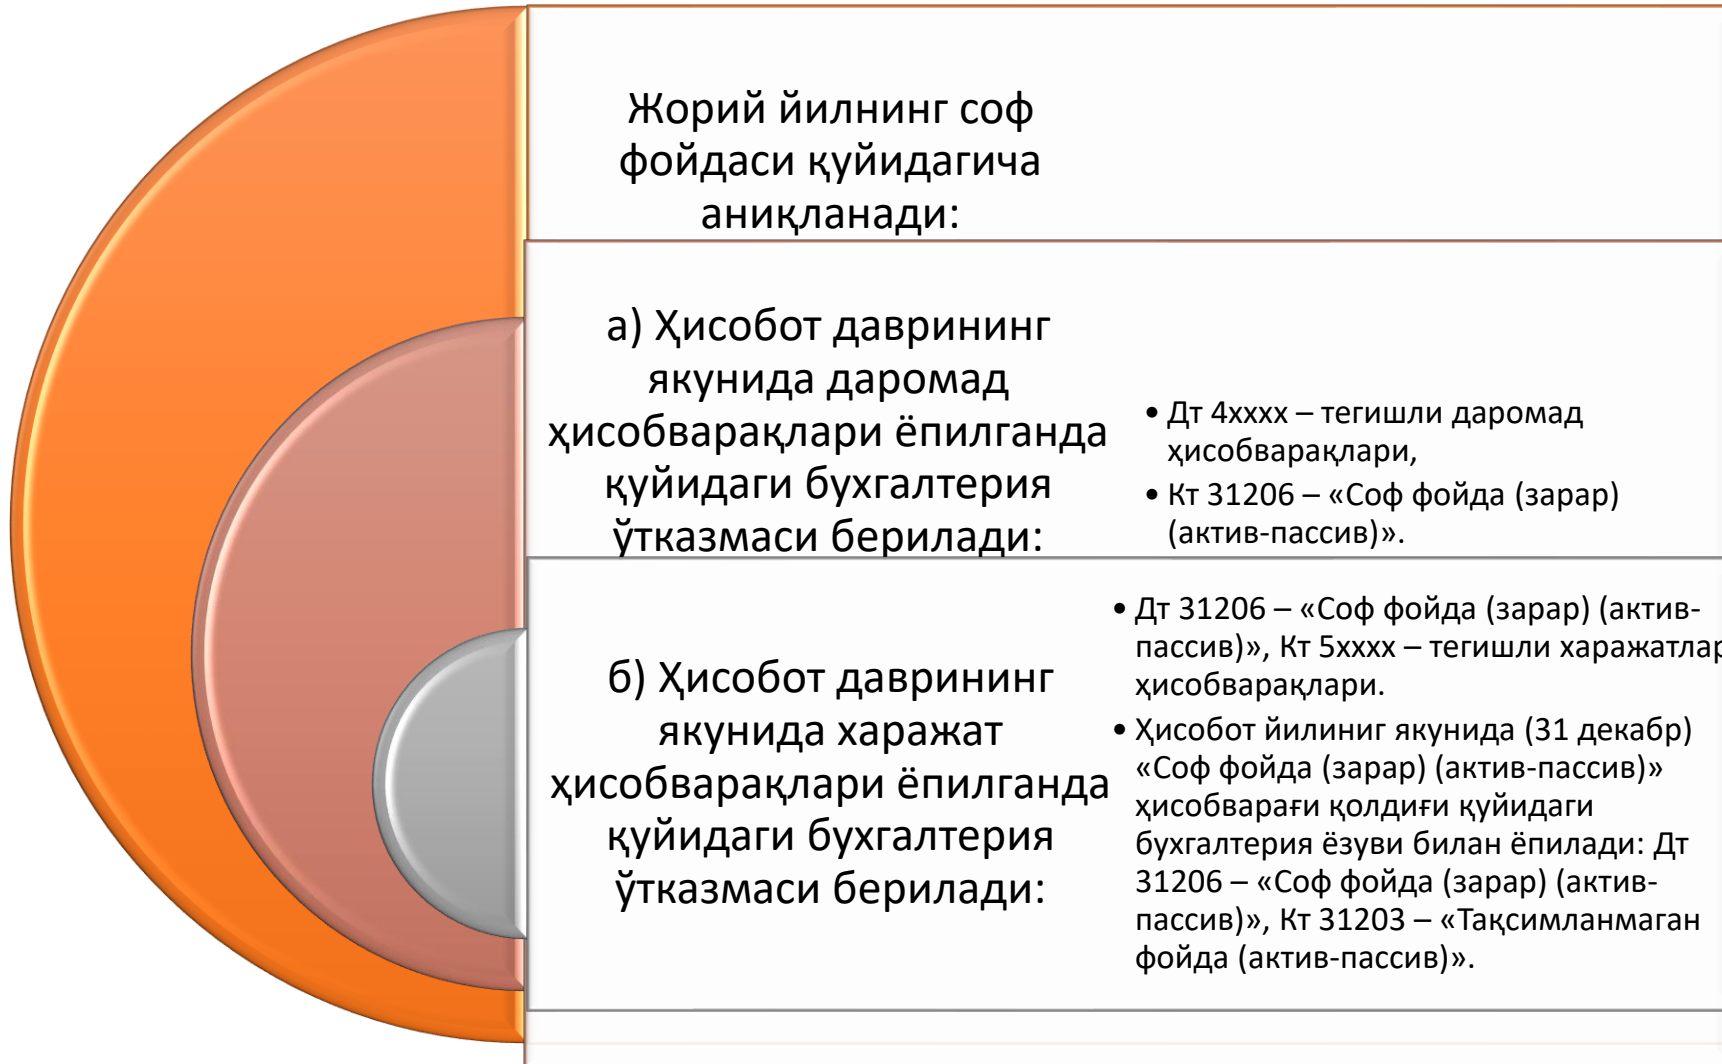 Жорий йилнинг соф
фойдаси қуйидагича
аниқланади:
а) Ҳисобот даврининг
якунида даромад
ҳисобварақлари ёпилганда
қуйидаги бухгалтерия
ўтказмаси берилади:
• Дт 4xxxx – тегишли даромад
ҳисобварақлари,
• Кт 31206 – «Соф фойда (зарар)
(актив-пассив)».
б) Ҳисобот даврининг
якунида харажат
ҳисобварақлари ёпилганда
қуйидаги бухгалтерия
ўтказмаси берилади:
• Дт 31206 – «Соф фойда (зарар) (актив-
пассив)», Кт 5xxxx – тегишли харажатлар
ҳисобварақлари.
• Ҳисобот йилиниг якунида (31 декабр)
«Соф фойда (зарар) (актив-пассив)»
ҳисобварағи қолдиғи қуйидаги
бухгалтерия ёзуви билан ёпилади: Дт
31206 – «Соф фойда (зарар) (актив-
пассив)», Кт 31203 – «Тақсимланмаган
фойда (актив-пассив)».